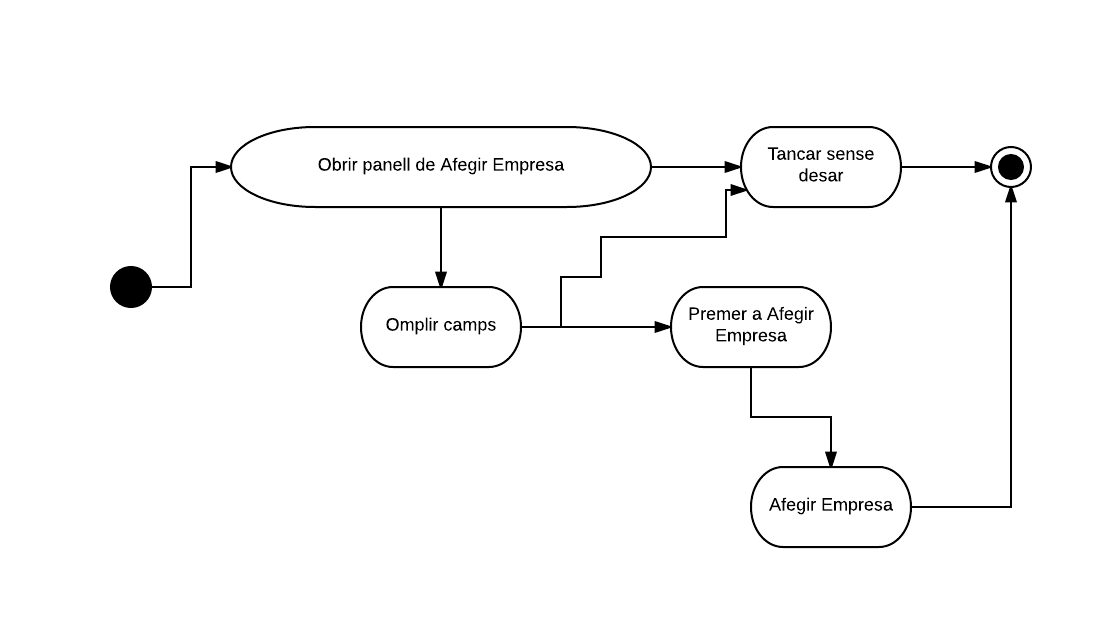 Obrir panell de Afegir Empresa
Tancar sense
desar
Omplir camps
Premer a Afegir
Empresa
Afegir Empresa